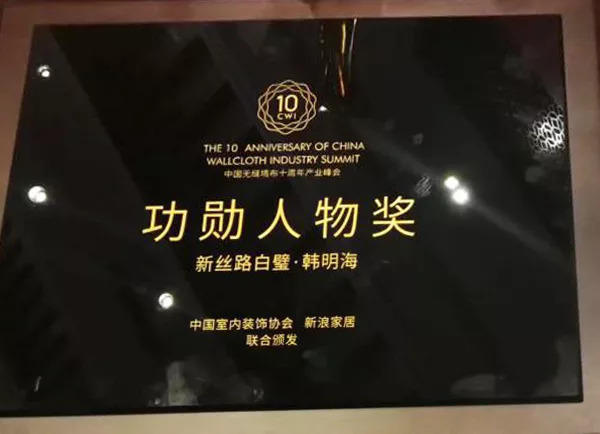 10
CWI
THE 10 ANNIVERSARY OF CHINA
WALLCLOTH INDUSTRY SUMMIT
中国无缝墙布十周年产业峰会
功勋人物奖
新丝路白璧·韩明海
中国室内装饰协会 新浪家居
联合颁发